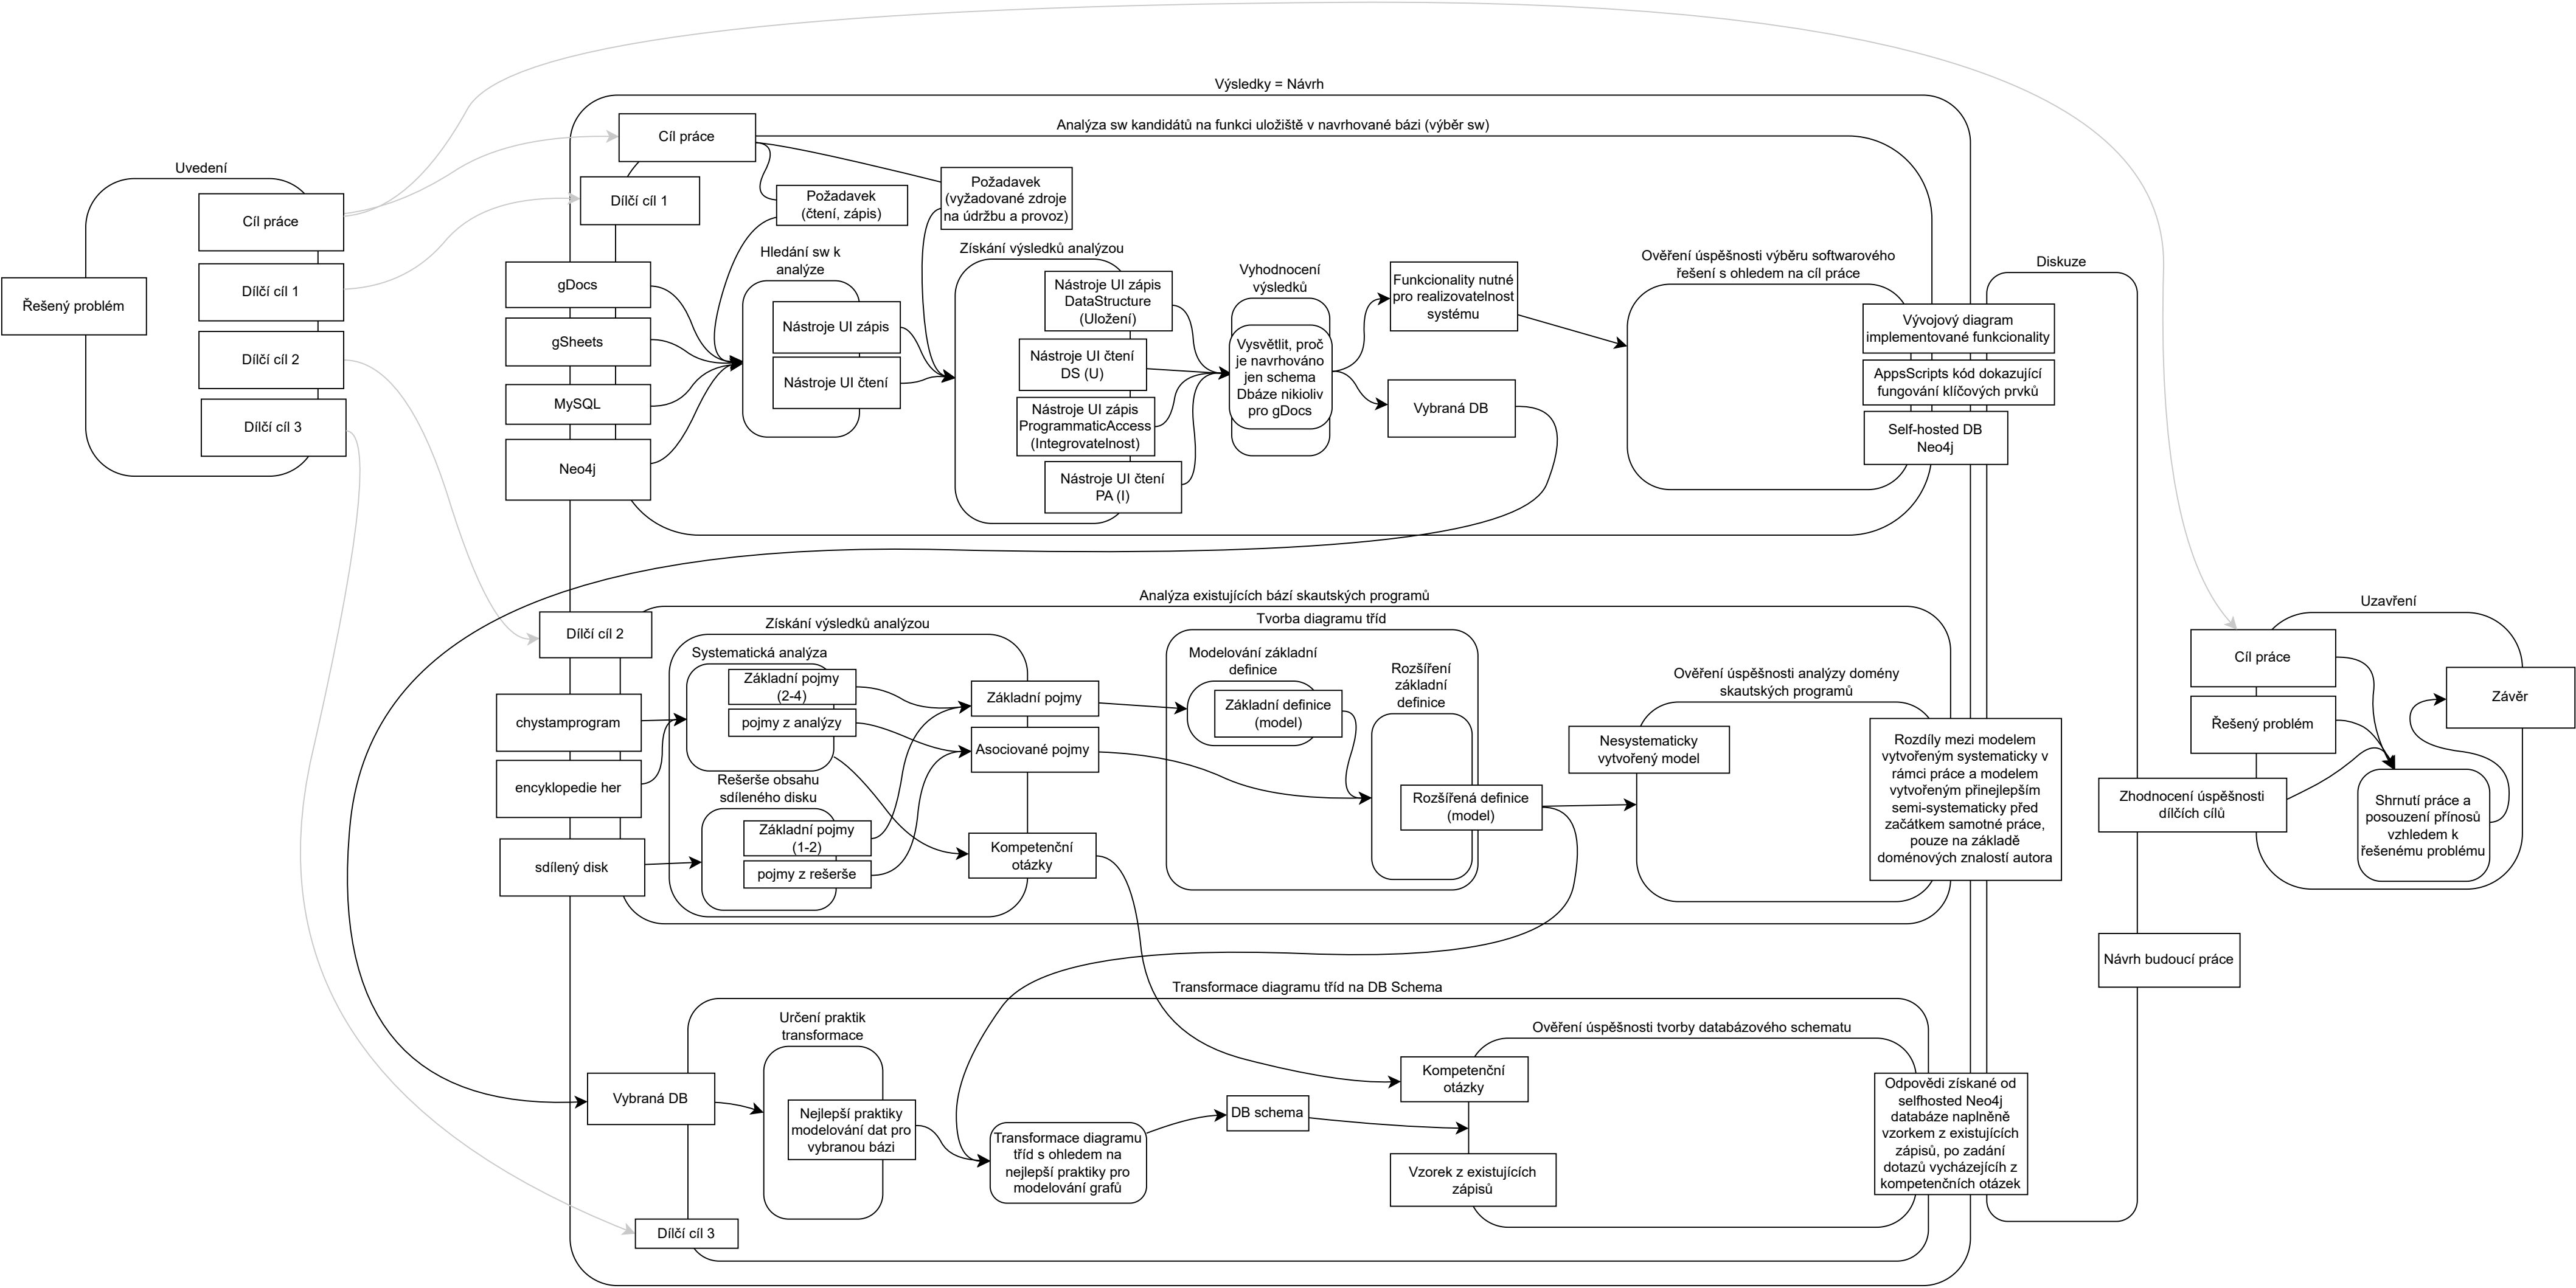 Uvedení
Cíl práce
Dílčí cíl 1
Řešený problém
Dílčí cíl 2
Dílčí cíl 3
Výsledky = Návrh
Analýza sw kandidátů na funkci uložiště v navrhované bázi (výběr sw)
Cíl práce
Dílčí cíl 1
Požadavek
(čtení, zápis)
Požadavek
(vyžadované zdroje
na údržbu a provoz)
gDocs
gSheets
MySQL
Neo4j
Hledání sw k
analýze
Nástroje UI zápis
Nástroje UI čtení
Získání výsledků analýzou
Nástroje UI zápis
DataStructure
(Uložení)
Nástroje UI čtení
DS (U)
Nástroje UI zápis
ProgrammaticAccess
(Integrovatelnost)
Nástroje UI čtení
PA (I)
Vyhodnocení
výsledků
Vysvětlit, proč
je navrhováno
jen schema
Dbáze nikioliv
pro gDocs
Funkcionality nutné
pro realizovatelnost
systému
Vybraná DB
Ověření úspěšnosti výběru softwarového
řešení s ohledem na cíl práce
Vývojový diagram
implementované funkcionality
AppsScripts kód dokazující
fungování klíčových prvků
Self-hosted DB
Neo4j
Diskuze
Analýza existujících bází skautských programů
Dílčí cíl 2
chystamprogram
encyklopedie her
sdílený disk
Získání výsledků analýzou
Systematická analýza
Základní pojmy
(2-4)
pojmy z analýzy
Rešerše obsahu
sdíleného disku
Základní pojmy
(1-2)
pojmy z rešerše
Základní pojmy
Asociované pojmy
Kompetenční
otázky
Tvorba diagramu tříd
Modelování základní
definice
Základní definice
(model)
Rozšíření
základní
definice
Rozšířená definice
(model)
Ověření úspěšnosti analýzy domény
skautských programů
Nesystematicky
vytvořený model
Rozdíly mezi modelem
vytvořeným systematicky v
rámci práce a modelem
vytvořeným přinejlepším
semi-systematicky před
začátkem samotné práce,
pouze na základě
doménových znalostí autora
Transformace diagramu tříd na DB Schema
Vybraná DB
Dílčí cíl 3
Určení praktik
transformace
Nejlepší praktiky
modelování dat pro
vybranou bázi
Transformace diagramu
tříd s ohledem na
nejlepší praktiky pro
modelování grafů
DB schema
Ověření úspěšnosti tvorby databázového schematu
Kompetenční
otázky
Vzorek z existujících
zápisů
Odpovědi získané od
selfhosted Neo4j
databáze naplněně
vzorkem z existujících
zápisů, po zadání
dotazů vycházejících z
kompetenčních otázek
Uzavření
Cíl práce
Řešený problém
Zhodnocení úspěšnosti
dílčích cílů
Návrh budoucí práce
Závěr
Shrnutí práce a
posouzení přínosů
vzhledem k
řešenému problému